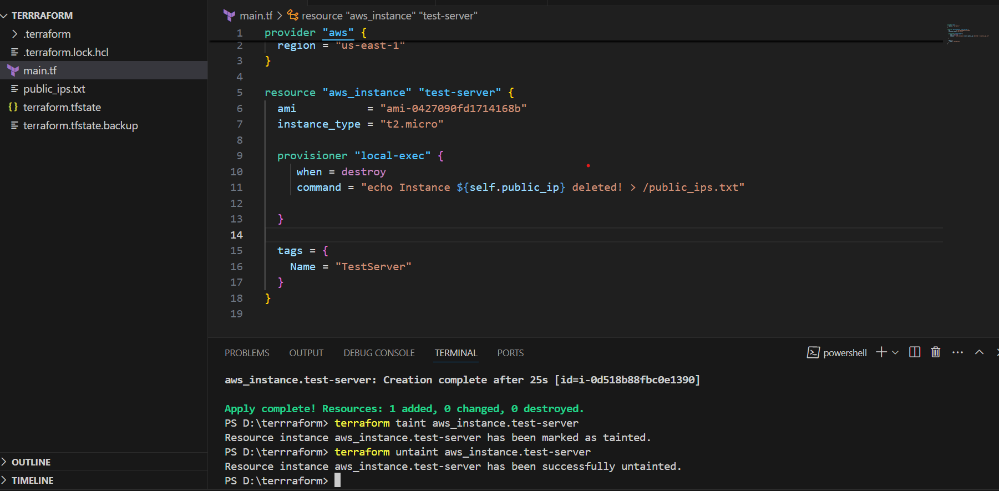 TERRRAFORM
.terraform
.terraform.lock.hcl
main.tf
public_ips.txt
{} terraform.tfstate
terraform.tfstate.backup
OUTLINE
TIMELINE
main.tf > resource "aws_instance" "test-server"
1 provider "aws" {
2   region = "us-east-1"
3 }
4
5 resource "aws_instance" "test-server" {
6   ami           = "ami-0427090fd1714168b"
7   instance_type = "t2.micro"
8
9   provisioner "local-exec" {
10      when = destroy
11      command = "echo Instance ${self.public_ip} deleted! > /public_ips.txt"
12
13   }
14
15   tags = {
16     Name = "TestServer"
17   }
18 }
19
PROBLEMS OUTPUT DEBUG CONSOLE TERMINAL PORTS
powershell
aws_instance.test-server: Creation complete after 25s [id=i-0d518b88fbc0e1390]
Apply complete! Resources: 1 added, 0 changed, 0 destroyed.
PS D:\terrraform> terraform taint aws_instance.test-server
Resource instance aws_instance.test-server has been marked as tainted.
PS D:\terrraform> terraform untaint aws_instance.test-server
Resource instance aws_instance.test-server has been successfully untainted.
PS D:\terrraform>